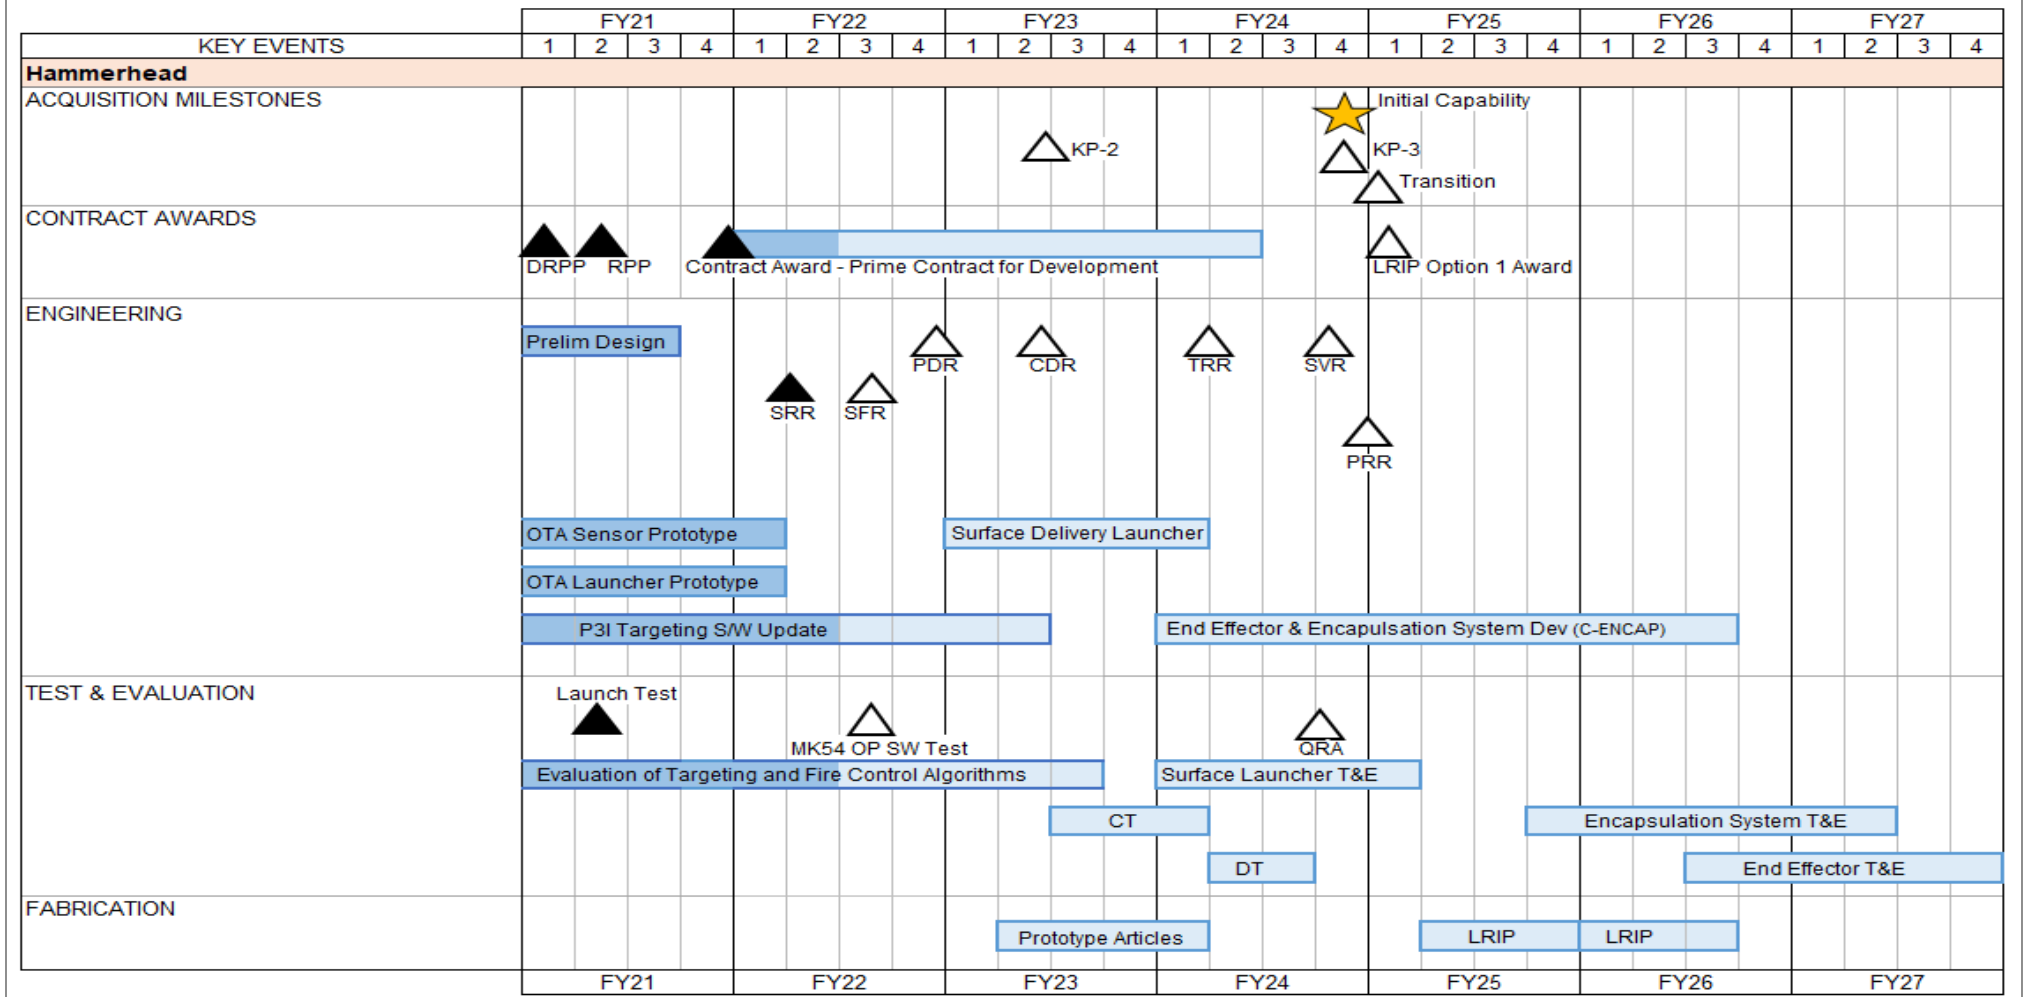 FY21 FY22 FY23 FY24 FY25 FY26 FY27
KEY EVENTS 1 2 3 4 1 2 3 4 1 2 3 4 1 2 3 4 1 2 3 4 1 2 3 4 1 2 3 4
Hammerhead
ACQUISITION MILESTONES
Initial Capability
KP-2
KP-3
Transition
CONTRACT AWARDS
DRPP
RPP
Contract Award - Prime Contract for Development
LRIP Option 1 Award
ENGINEERING
Prelim Design
PDR
CDR
TRR
SVR
SRR
SFR
PRR
OTA Sensor Prototype
Surface Delivery Launcher
OTA Launcher Prototype
P3I Targeting S/W Update
End Effector & Encapulsation System Dev (C-ENCAP)
TEST & EVALUATION
Launch Test
MK54 OP SW Test
QRA
Evaluation of Targeting and Fire Control Algorithms
Surface Launcher T&E
CT
Encapsulation System T&E
DT
End Effector T&E
FABRICATION
Prototype Articles
LRIP
LRIP
FY21 FY22 FY23 FY24 FY25 FY26 FY27